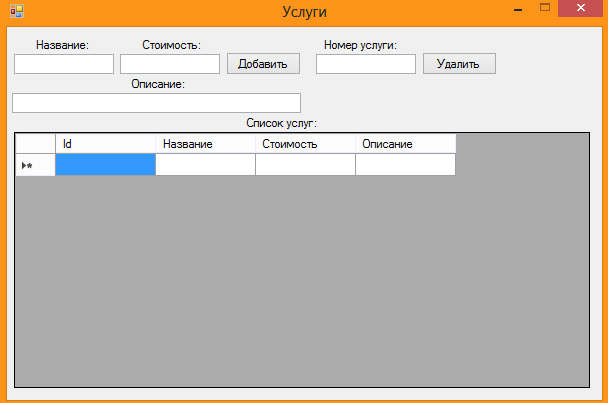 Услуги
Название: Стоимость: Номер услуги:
Добавить Удалить
Описание:
Список услуг:
Id Название Стоимость Описание